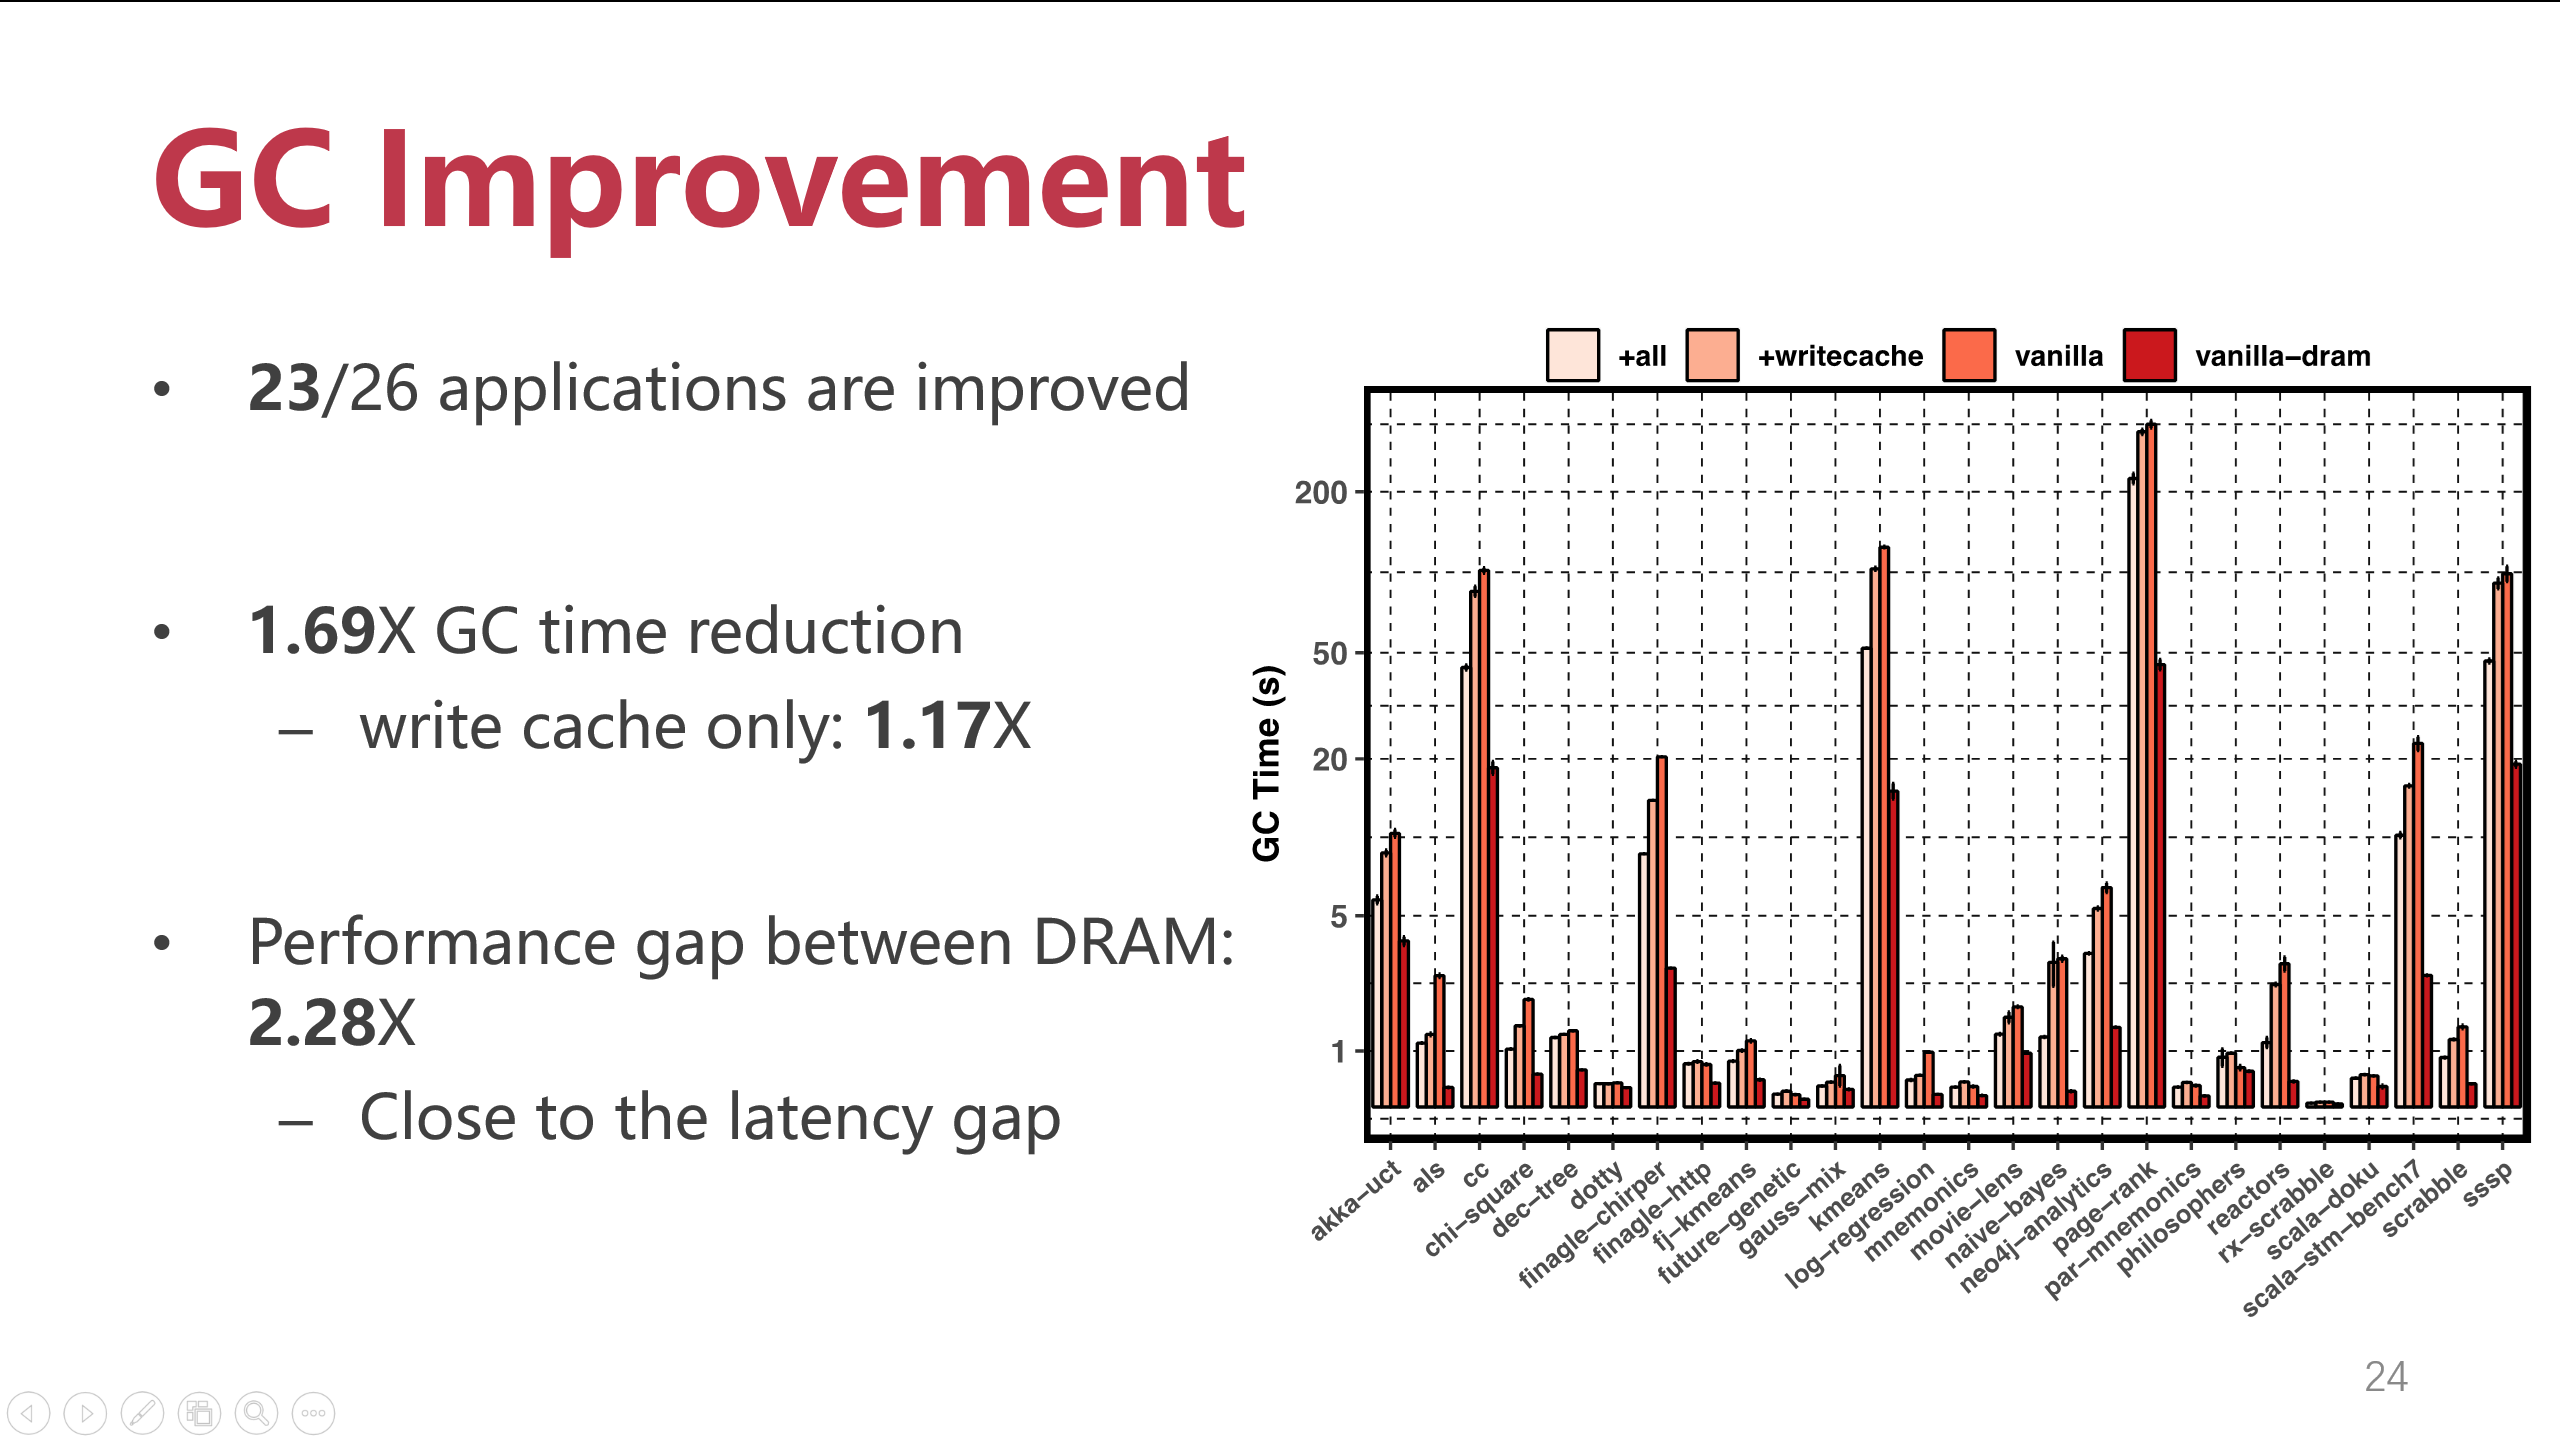 GC Improvement
• 23/26 applications are improved
• 1.69X GC time reduction
– write cache only: 1.17X
• Performance gap between DRAM:
2.28X
– Close to the latency gap
+all +writecache vanilla vanilla–dram
GC Time (s)
200
50
20
5
1
akka–uct
als
cc
chi–square
dec–tree
dotty
finagle–chirper
finagle–http
fj–kmeans
future–genetic
gauss–mix
kmeans
log–regression
mnemonics
movie–lens
naive–bayes
neo4j–analytics
page–rank
par–mnemonics
philosophers
reactors
rx–scrabble
scala–doku
scala–stm–bench7
scrabble
sssp
24